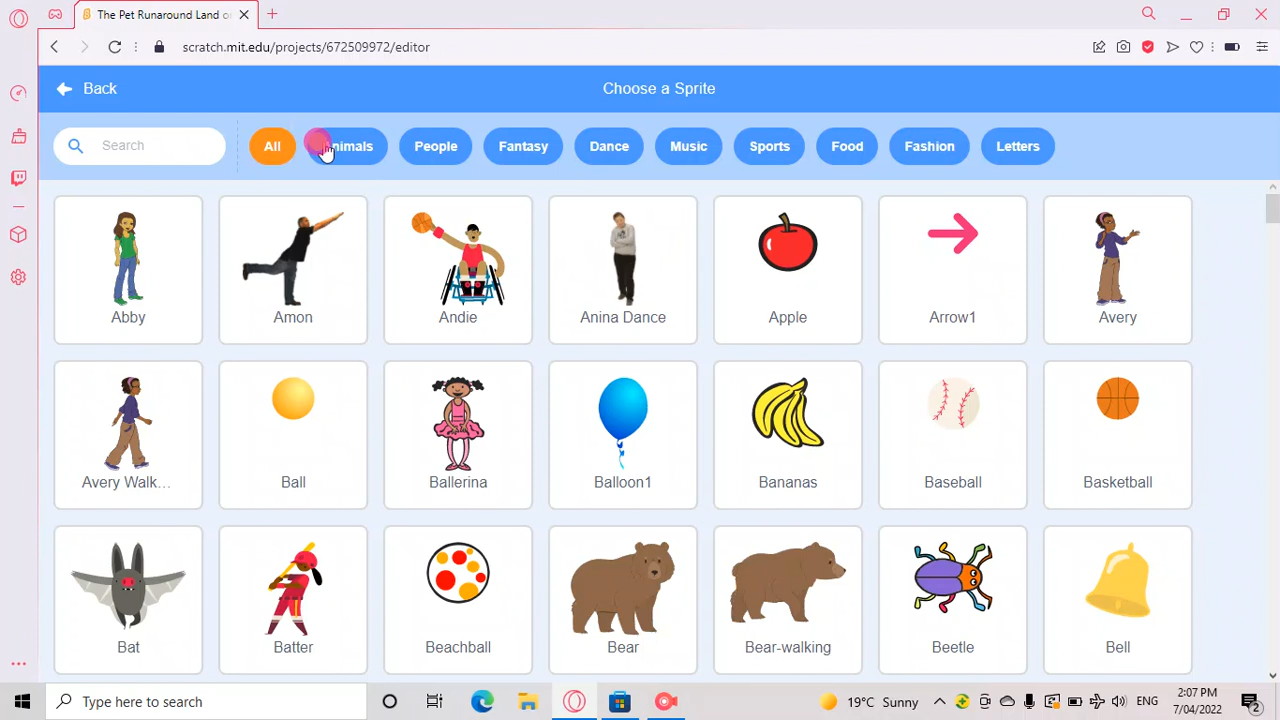 The Pet Runaround Land o
scratch.mit.edu/projects/672509972/editor
Back
Choose a Sprite
Search
All
Animals
People
Fantasy
Dance
Music
Sports
Food
Fashion
Letters
Abby
Amon
Andie
Anina Dance
Apple
Arrow1
Avery
Avery Walk...
Ball
Ballerina
Balloon1
Bananas
Baseball
Basketball
Bat
Batter
Beachball
Bear
Bear-walking
Beetle
Bell
Type here to search
19°C Sunny
ENG
2:07 PM
7/04/2022
2